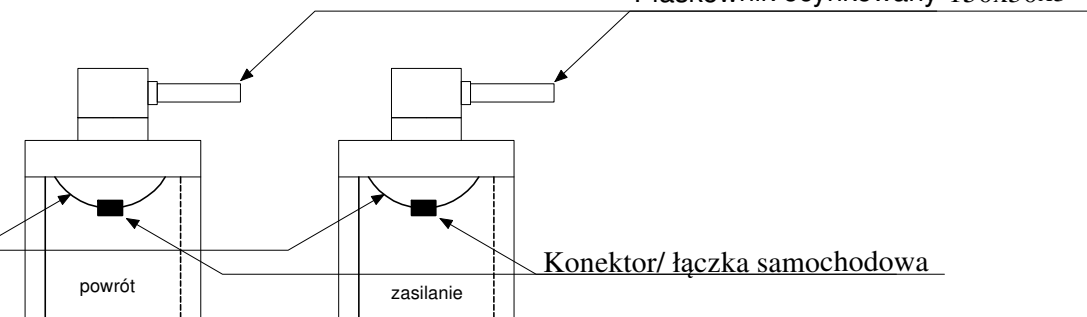 Płaskownik ocynkowany
Konektor/ łączka samochodowa
powrót
zasilanie